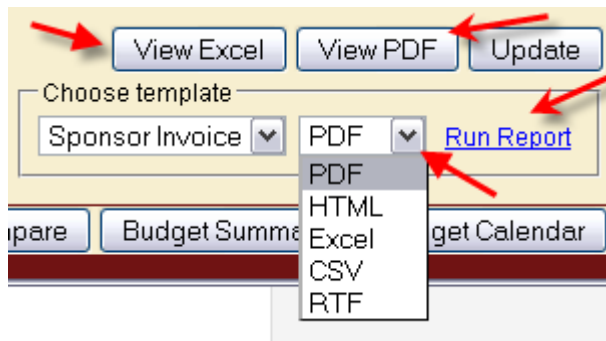 View Excel View PDF Update
Choose template
Sponsor Invoice PDF Run Report
PDF
HTML
Budget Summa get Calendar
Excel
CSV
RTF